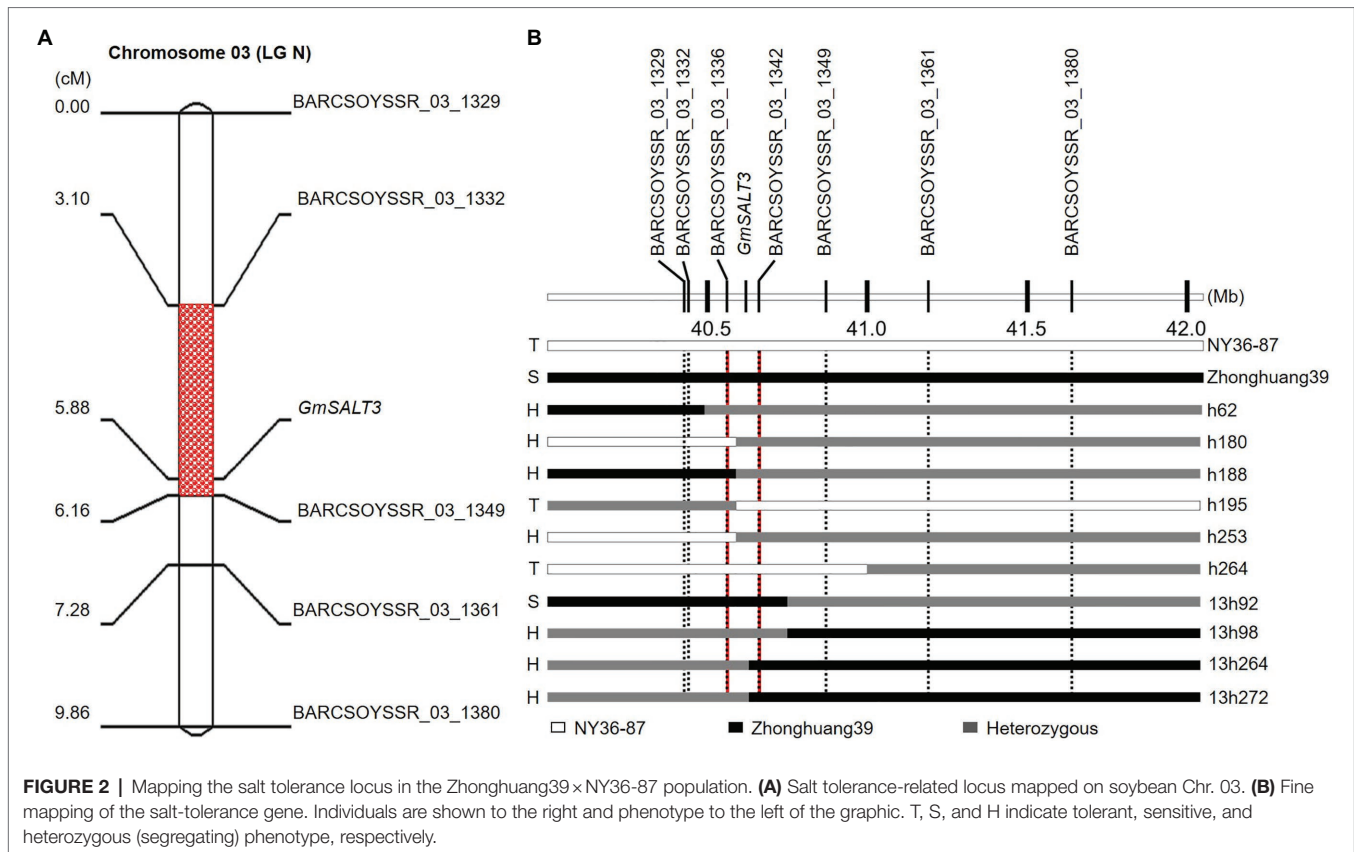 A
Chromosome 03 (LG N)
(cM)
0.00
BARCSOYSSR_03_1329
3.10
BARCSOYSSR_03_1332
5.88
GmSALT3
6.16
BARCSOYSSR_03_1349
7.28
BARCSOYSSR_03_1361
9.86
BARCSOYSSR_03_1380
B
BARCSOYSSR_03_1329
BARCSOYSSR_03_1332
BARCSOYSSR_03_1336
GmSALT3
BARCSOYSSR_03_1342
BARCSOYSSR_03_1349
BARCSOYSSR_03_1361
BARCSOYSSR_03_1380
(Mb)
40.5 41.0 41.5 42.0
T NY36-87
S Zhonghuang39
H h62
H h180
H h188
T h195
H h253
T h264
S 13h92
H 13h98
H 13h264
H 13h272
NY36-87 Zhonghuang39 Heterozygous
FIGURE 2 | Mapping the salt tolerance locus in the Zhonghuang39 × NY36-87 population. (A) Salt tolerance-related locus mapped on soybean Chr. 03. (B) Fine
mapping of the salt-tolerance gene. Individuals are shown to the right and phenotype to the left of the graphic. T, S, and H indicate tolerant, sensitive, and
heterozygous (segregating) phenotype, respectively.